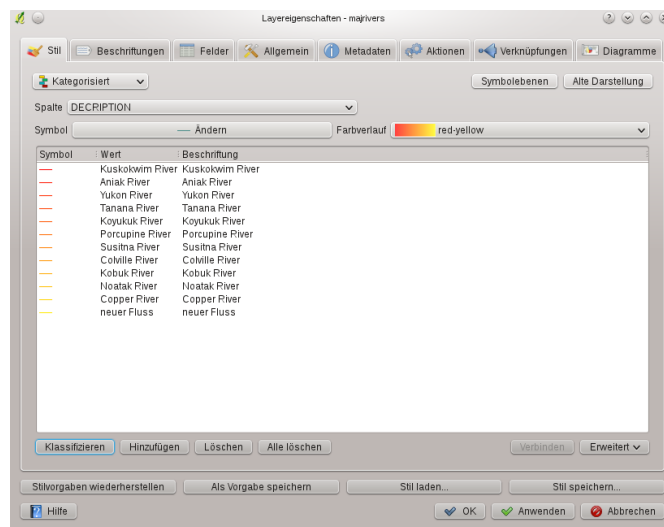 Layereigenschaften - majrivers
Stil Beschriftungen Felder Allgemein Metadaten Aktionen Verknüpfungen Diagramme
Kategorisiert Symbolebenen Alte Darstellung
Spalte DECRIPTION
Symbol Ändern Farbverlauf red-yellow
Symbol Wert Beschriftung
Kuskokwim River Kuskokwim River
Aniak River Aniak River
Yukon River Yukon River
Tanana River Tanana River
Koyukuk River Koyukuk River
Porcupine River Porcupine River
Susitna River Susitna River
Colville River Colville River
Kobuk River Kobuk River
Noatak River Noatak River
Copper River Copper River
neuer Fluss neuer Fluss
Klassifizieren Hinzufügen Löschen Alle löschen Verbinden Erweitert
Stilvorgaben wiederherstellen Als Vorgabe speichern Stil laden... Stil speichern...
Hilfe OK Anwenden Abbrechen